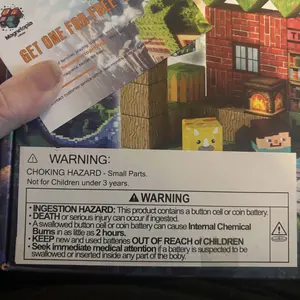 Magnetopia
GET ONE FOR FREE!
WARNING:
CHOKING HAZARD - Small Parts.
Not for Children under 3 years.
WARNING
• INGESTION HAZARD: This product contains a button cell or coin battery.
• DEATH or serious injury can occur if ingested.
• A swallowed button cell or coin battery can cause Internal Chemical
Burns in as little as 2 hours.
• KEEP new and used batteries OUT OF REACH of CHILDREN
• Seek immediate medical attention if a battery is suspected to be
swallowed or inserted inside any part of the boby.